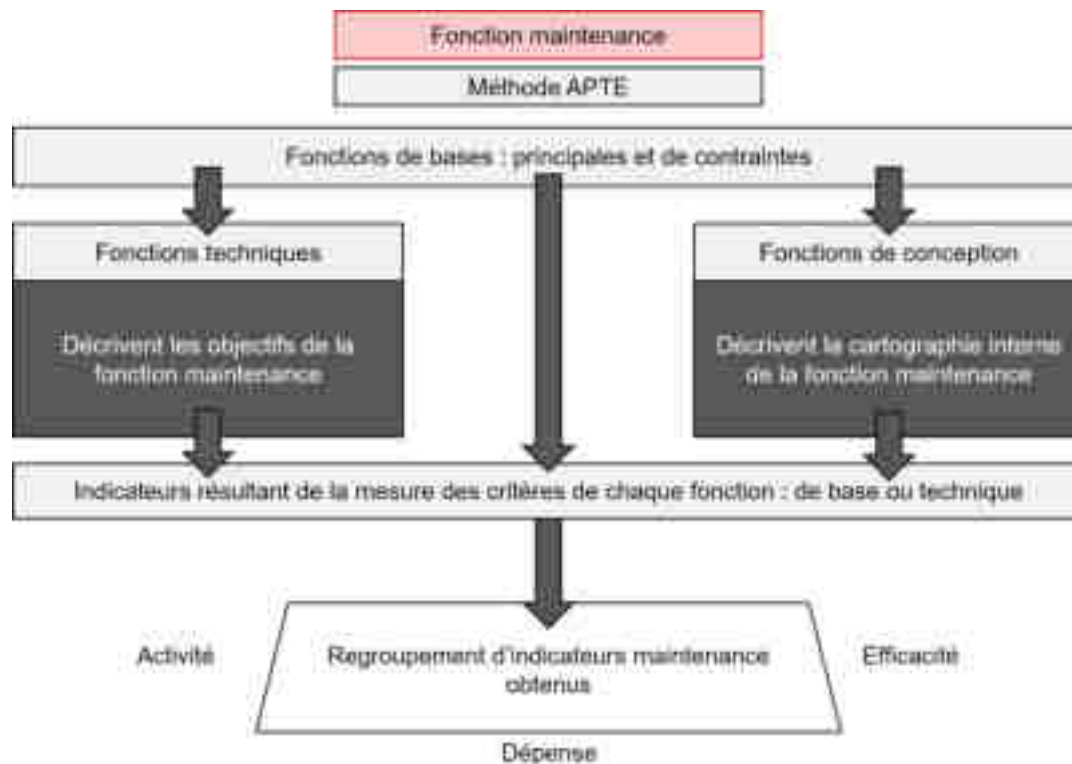 Fonction maintenance
Méthode APTE
Fonctions de bases : principales et de contraintes
Fonctions techniques
Fonctions de conception
Décrivent les objectifs de la
fonction maintenance
Décrivent la cartographie interne
de la fonction maintenance
Indicateurs résultant de la mesure des critères de chaque fonction : de base ou technique
Activité
Regroupement d'indicateurs maintenance
obtenus
Efficacité
Dépense